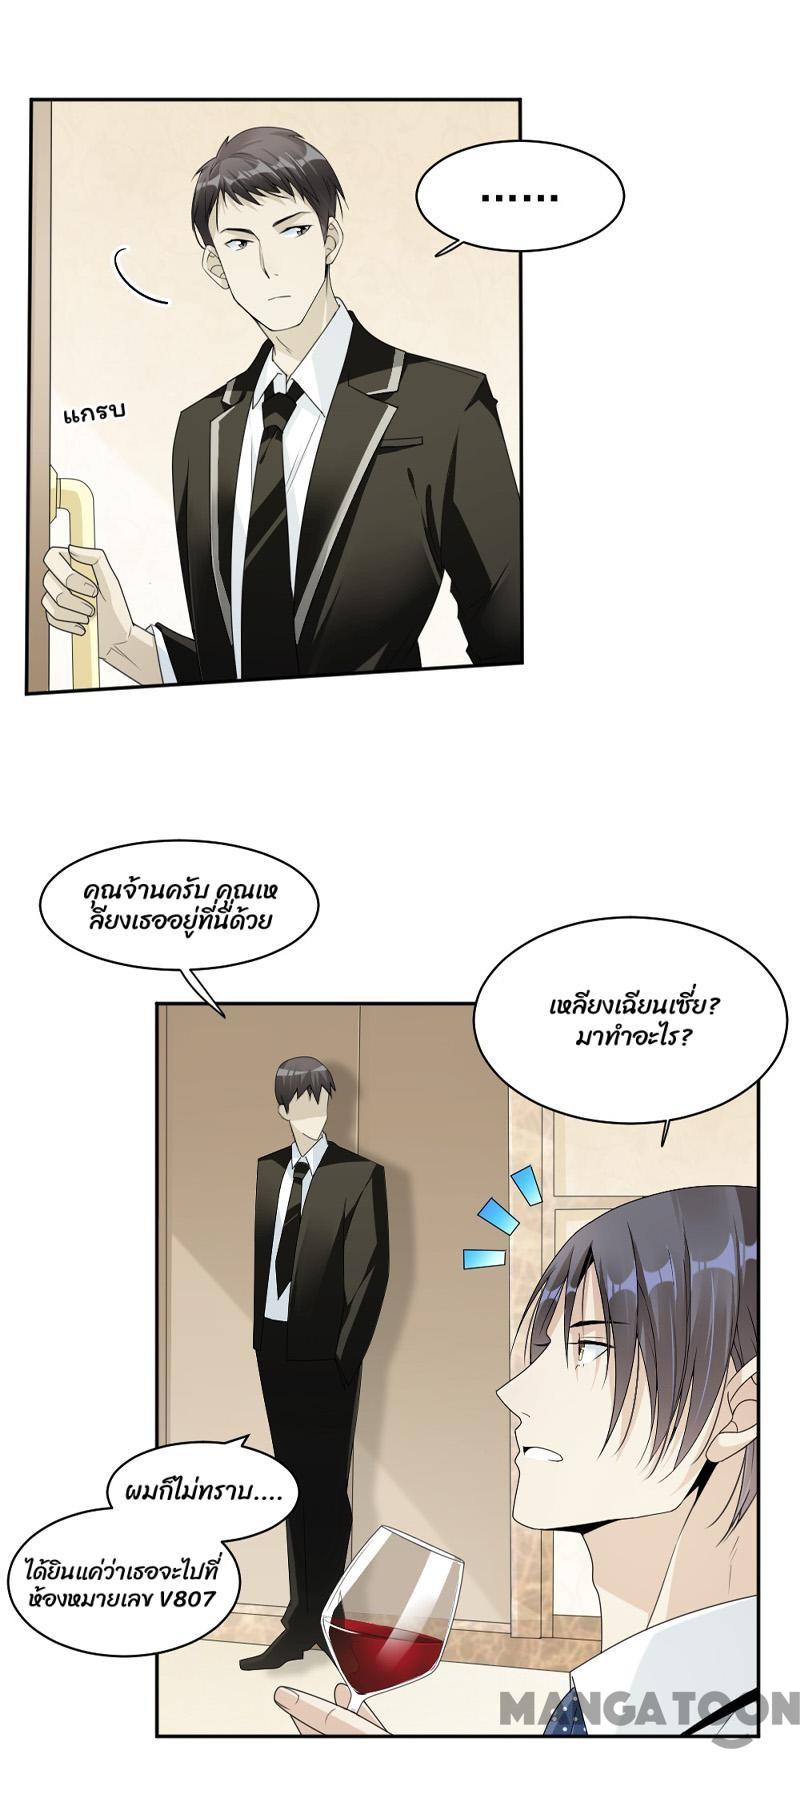 ......
แกรบ
คุณจ้านครับ คุณเห
ลียงเธออยู่ที่นี่ด้วย
เหลียงเฉียนเซี่ย?
มาทำอะไร?
ผมก็ไม่ทราบ....
ได้ยินแค่ว่าเธอจะไปที่
ห้องหมายเลข V807
MANGATOON